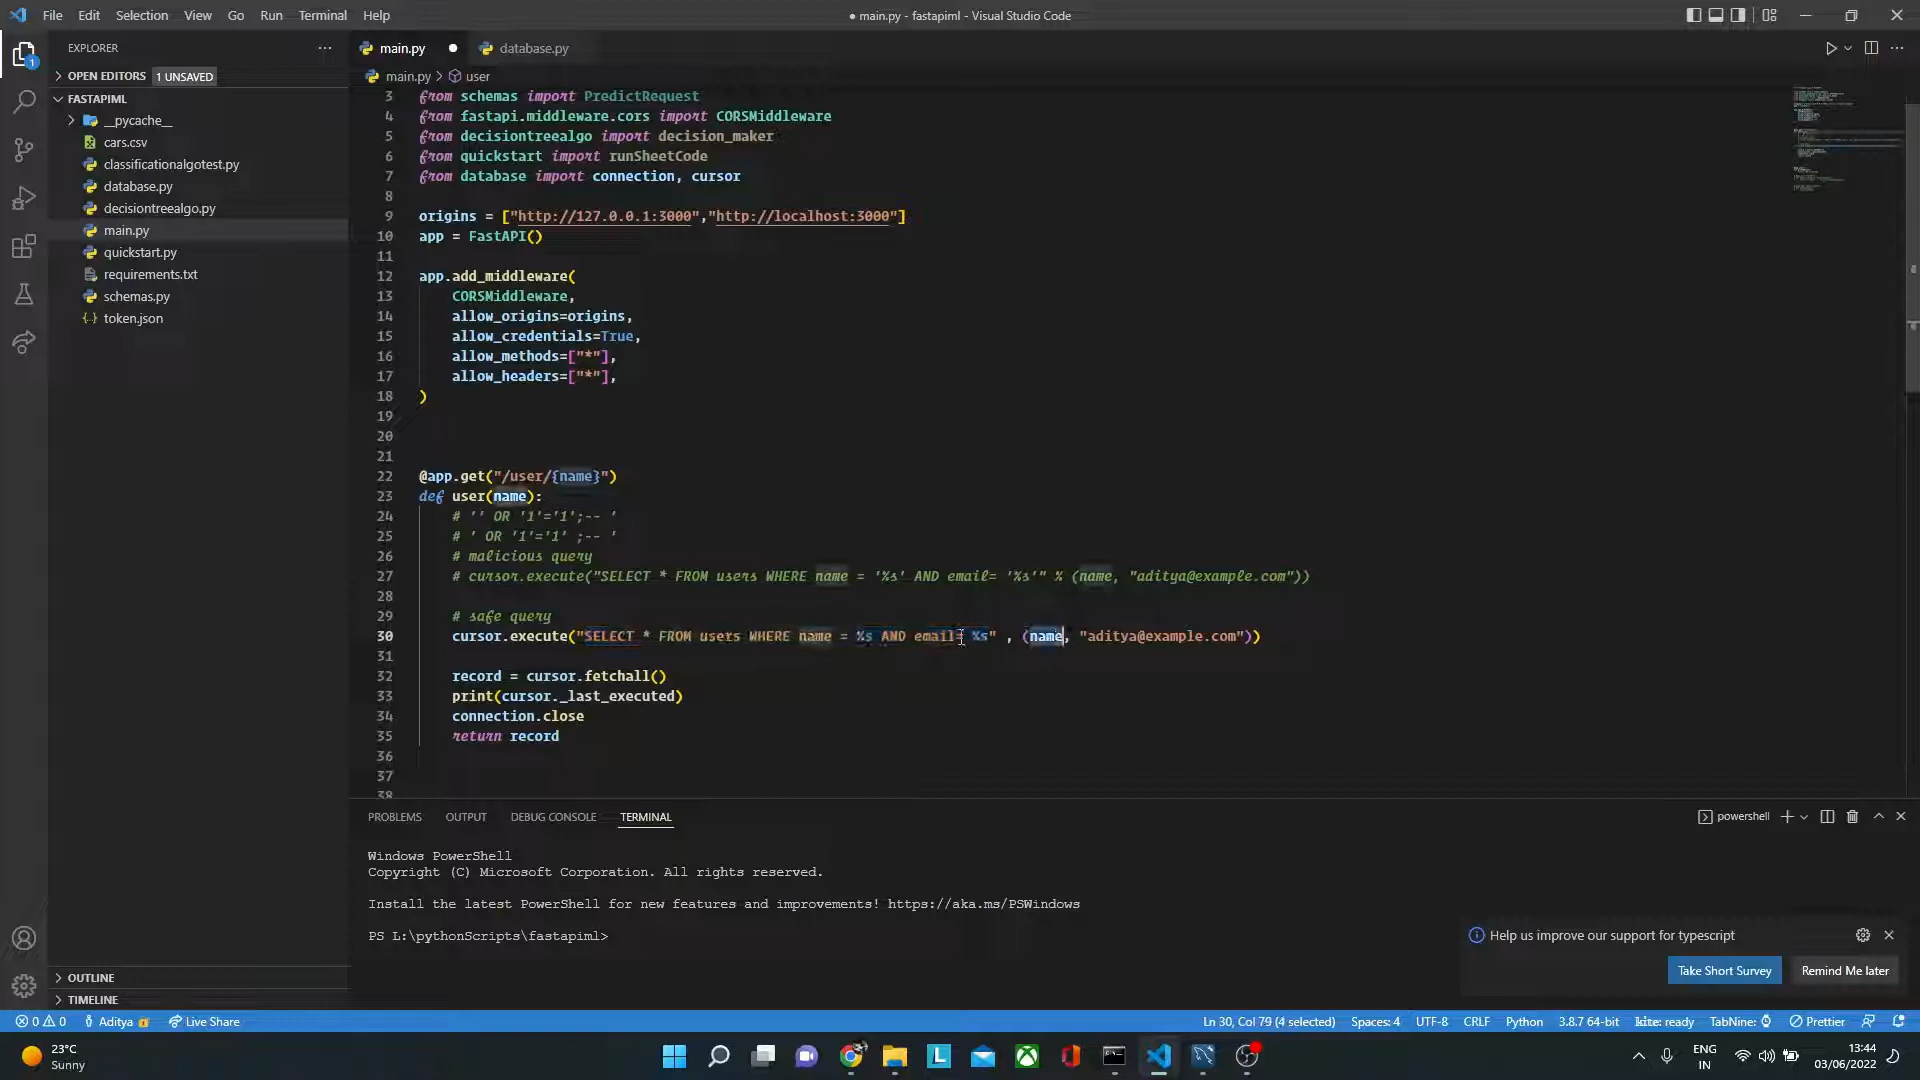 File Edit Selection View Go Run Terminal Help
● main.py - fastapiml - Visual Studio Code
EXPLORER
main.py
database.py
OPEN EDITORS 1 UNSAVED
main.py > user
FASTAPIML
__pycache__
cars.csv
classificationalgotest.py
database.py
decisiontreealgo.py
main.py
quickstart.py
requirements.txt
schemas.py
{} token.json
1
3 from schemas import PredictRequest
4 from fastapi.middleware.cors import CORSMiddleware
5 from decisiontreealgo import decision_maker
6 from quickstart import runSheetCode
7 from database import connection, cursor
8
9 origins = ["http://127.0.0.1:3000","http://localhost:3000"]
10 app = FastAPI()
11
12 app.add_middleware(
13 CORSMiddleware,
14 allow_origins=origins,
15 allow_credentials=True,
16 allow_methods=["*"],
17 allow_headers=["*"],
18 )
19
20
21
22 @app.get("/user/{name}")
23 def user(name):
24 # '' OR '1'='1';-- '
25 # ' OR '1'='1' ;-- '
26 # malicious query
27 # cursor.execute("SELECT * FROM users WHERE name = '%s' AND email= '%s'" % (name, "aditya@example.com"))
28
29 # safe query
30 cursor.execute("SELECT * FROM users WHERE name = %s AND email= %s" , (name, "aditya@example.com"))
31
32 record = cursor.fetchall()
33 print(cursor._last_executed)
34 connection.close
35 return record
36
37
38
PROBLEMS OUTPUT DEBUG CONSOLE TERMINAL
powershell
Windows PowerShell
Copyright (C) Microsoft Corporation. All rights reserved.
Install the latest PowerShell for new features and improvements! https://aka.ms/PSWindows
PS L:\pythonScripts\fastapiml>
Help us improve our support for typescript
Take Short Survey Remind Me later
OUTLINE
TIMELINE
0 0 Aditya Live Share
Ln 30, Col 79 (4 selected) Spaces: 4 UTF-8 CRLF Python 3.8.7 64-bit kite: ready TabNine: Prettier
23°C
Sunny
L
ENG
IN
13:44
03/06/2022